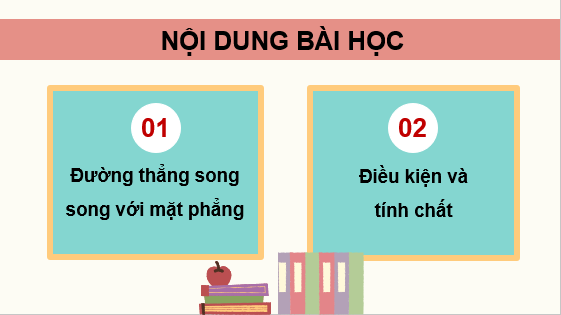 NỘI DUNG BÀI HỌC
01
Đường thẳng song
song với mặt phẳng
02
Điều kiện và
tính chất